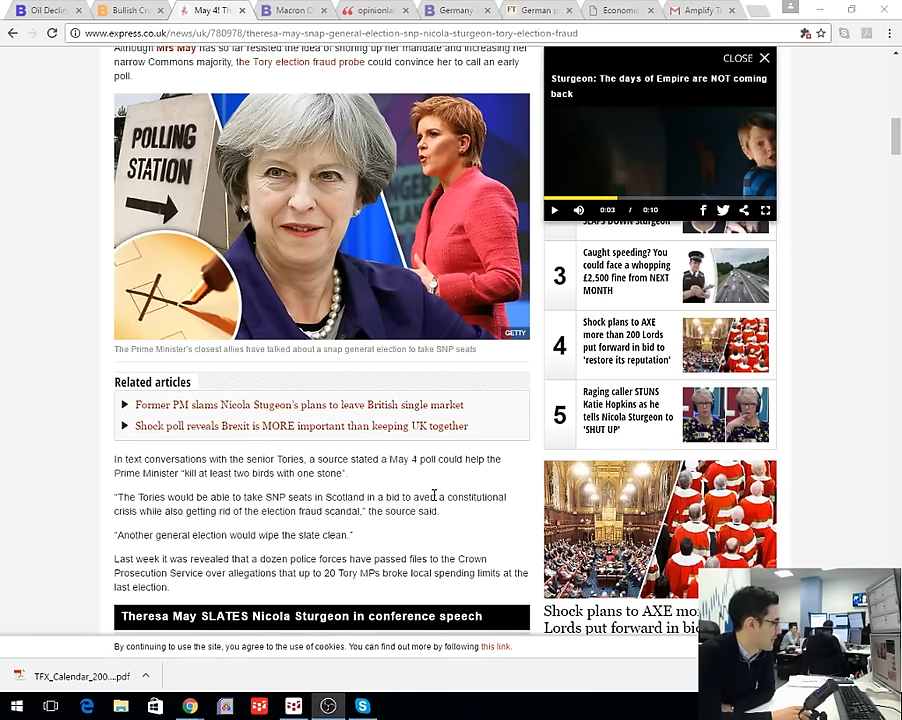 Oil Declin
Bullish Cr
May 4! Th
Macron O
opinionla
Germany
German p
Economic
Amplify T
www.express.co.uk/news/uk/780978/theresa-may-snap-general-election-snp-nicola-sturgeon-tory-election-fraud
Although Mrs May has so far resisted the idea of shoring up her mandate and increasing her
narrow Commons majority, the Tory election fraud probe could convince her to call an early
poll.
POLLING
STATION
GETTY
The Prime Minister's closest allies have talked about a snap general election to take SNP seats
Related articles
Former PM slams Nicola Stugeon's plans to leave British single market
Shock poll reveals Brexit is MORE important than keeping UK together
In text conversations with the senior Tories, a source stated a May 4 poll could help the
Prime Minister "kill at least two birds with one stone".
"The Tories would be able to take SNP seats in Scotland in a bid to avert a constitutional
crisis while also getting rid of the election fraud scandal," the source said.
"Another general election would wipe the slate clean."
Last week it was revealed that a dozen police forces have passed files to the Crown
Prosecution Service over allegations that up to 20 Tory MPs broke local spending limits at the
last election.
Theresa May SLATES Nicola Sturgeon in conference speech
By continuing to use the site, you agree to the use of cookies. You can find out more by following this link.
CLOSE
Sturgeon: The days of Empire are NOT coming
back
0:03 / 0:10
SLAPS DOWN Sturgeon
3
Caught speeding? You
could face a whopping
£2,500 fine from NEXT
MONTH
4
Shock plans to AXE
more than 200 Lords
put forward in bid to
'restore its reputation'
5
Raging caller STUNS
Katie Hopkins as he
tells Nicola Sturgeon to
'SHUT UP'
Shock plans to AXE mo
Lords put forward in bid
TFX_Calendar_200....pdf